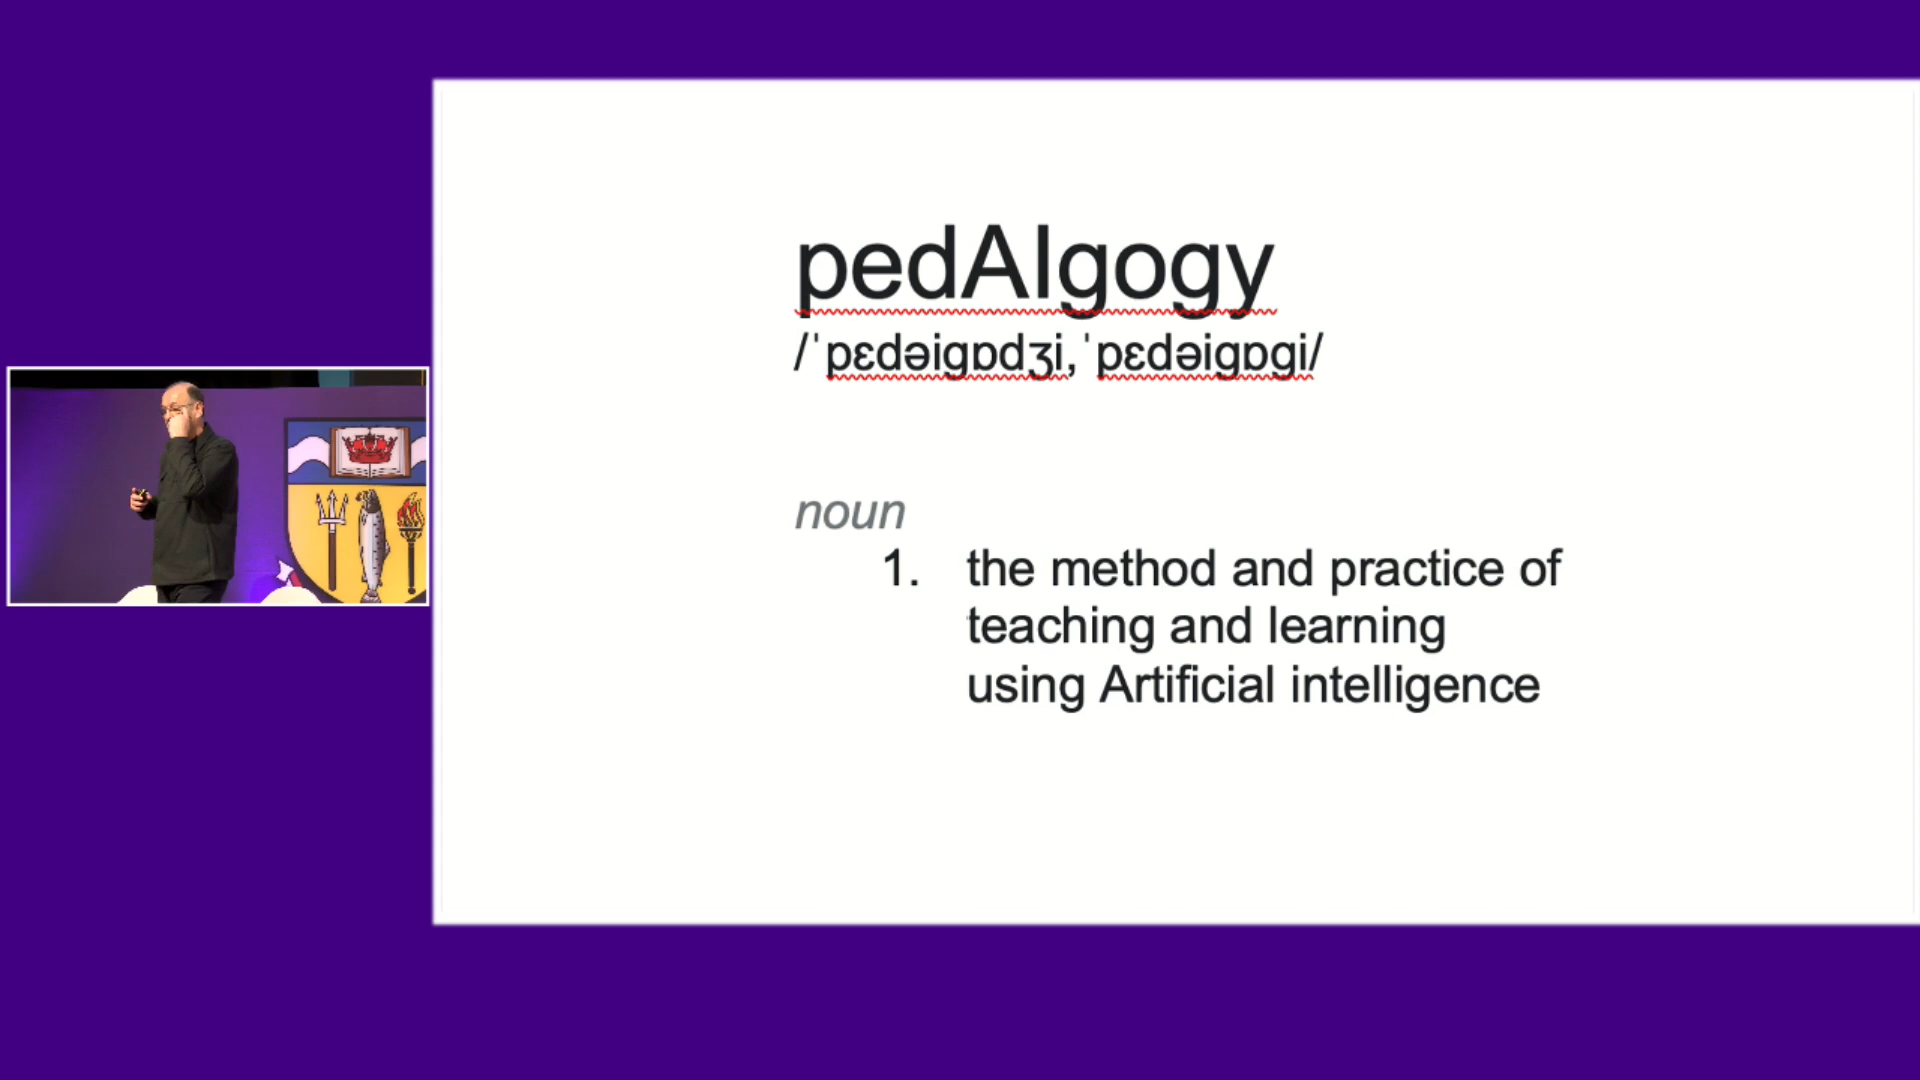 pedAIgogy
/ˈpɛdəigɒdʒi,ˈpɛdəigɒgi/
noun
1. the method and practice of
teaching and learning
using Artificial intelligence